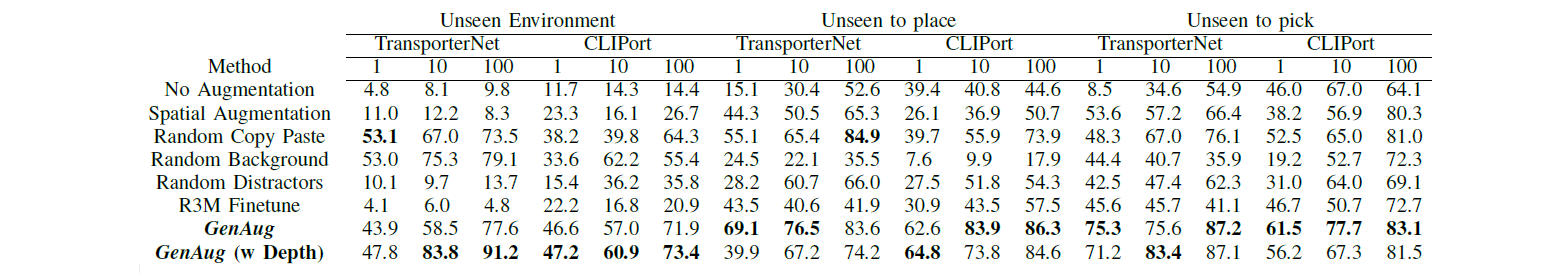 Unseen Environment Unseen to place Unseen to pick
TransporterNet CLIPort TransporterNet CLIPort TransporterNet CLIPort
Method 1 10 100 1 10 100 1 10 100 1 10 100 1 10 100 1 10 100
No Augmentation 4.8 8.1 9.8 11.7 14.3 14.4 15.1 30.4 52.6 39.4 40.8 44.6 8.5 34.6 54.9 46.0 67.0 64.1
Spatial Augmentation 11.0 12.2 8.3 23.3 16.1 26.7 44.3 50.5 65.3 26.1 36.9 50.7 53.6 57.2 66.4 38.2 56.9 80.3
Random Copy Paste 53.1 67.0 73.5 38.2 39.8 64.3 55.1 65.4 84.9 39.7 55.9 73.9 48.3 67.0 76.1 52.5 65.0 81.0
Random Background 53.0 75.3 79.1 33.6 62.2 55.4 24.5 22.1 35.5 7.6 9.9 17.9 44.4 40.7 35.9 19.2 52.7 72.3
Random Distractors 10.1 9.7 13.7 15.4 36.2 35.8 28.2 60.7 66.0 27.5 51.8 54.3 42.5 47.4 62.3 31.0 64.0 69.1
R3M Finetune 4.1 6.0 4.8 22.2 16.8 20.9 43.5 40.6 41.9 30.9 43.5 57.5 45.6 45.7 41.1 46.7 50.7 72.7
GenAug 43.9 58.5 77.6 46.6 57.0 71.9 69.1 76.5 83.6 62.6 83.9 86.3 75.3 75.6 87.2 61.5 77.7 83.1
GenAug (w Depth) 47.8 83.8 91.2 47.2 60.9 73.4 39.9 67.2 74.2 64.8 73.8 84.6 71.2 83.4 87.1 56.2 67.3 81.5